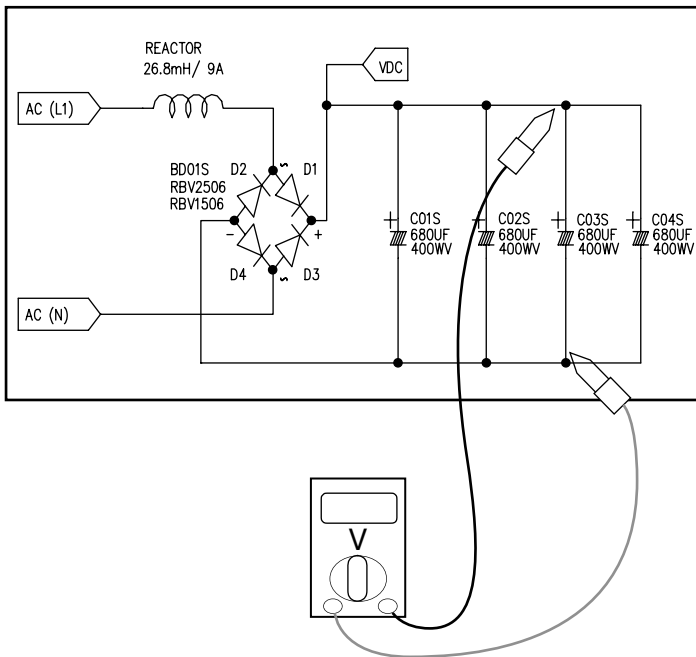 REACTOR
26.8mH/ 9A
VDC
AC (L1)
BD01S
RBV2506
RBV1506
D2
D1
~
- +
D4
D3
~
C01S
680UF
400WV
C02S
680UF
400WV
C03S
680UF
400WV
C04S
680UF
400WV
+
+
+
+
AC (N)
V